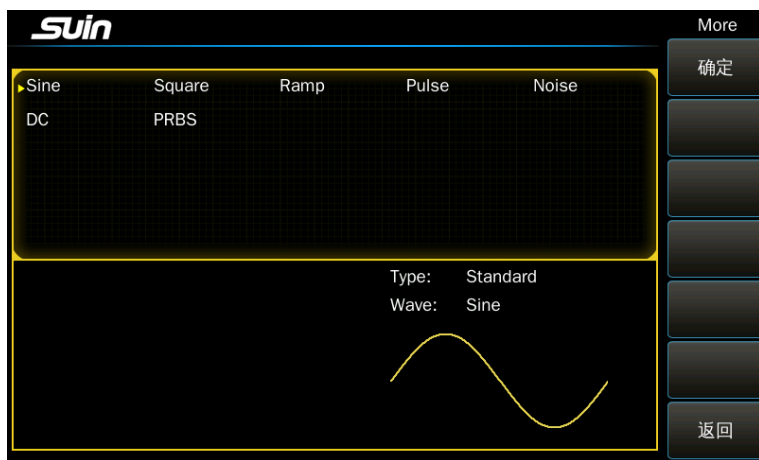 SUin
More
确定
Sine Square Ramp Pulse Noise
DC PRBS
Type: Standard
Wave: Sine
返回